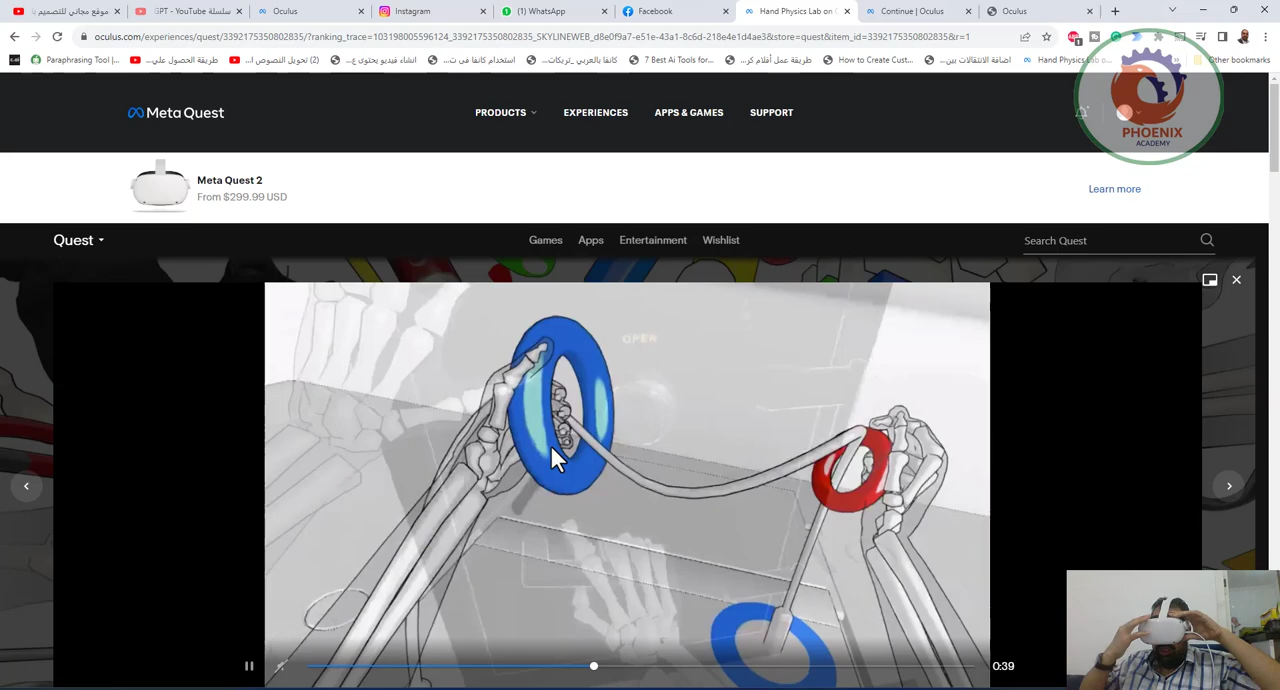 موقع مجاني للتصميم با
سلسلة GPT - YouTube
Oculus
Instagram
(1) WhatsApp
Facebook
Hand Physics Lab on O
Continue | Oculus
Oculus
oculus.com/experiences/quest/3392175350802835/?ranking_trace=103198005596124_3392175350802835_SKYLINEWEB_d8e0f9a7-e51e-43a1-8c6d-218e4e1d4ae3&store=quest&item_id=3392175350802835&r=1
Paraphrasing Tool |...
طريقة الحصول علي...
(2) تحويل النصوص ا...
انشاء فيديو يحتوى ع...
استخدام كانفا فى ت...
كانفا بالعربي _تريكات...
7 Best Ai Tools for...
طريقة عمل أفلام كر...
How to Create Cust...
اضافة الانتقالات بين...
Hand Physics Lab o
Other bookmarks
Meta Quest
PRODUCTS
EXPERIENCES
APPS & GAMES
SUPPORT
PHOENIX
ACADEMY
Meta Quest 2
From $299.99 USD
Learn more
Quest
Games
Apps
Entertainment
Wishlist
Search Quest
OPEN
0:39